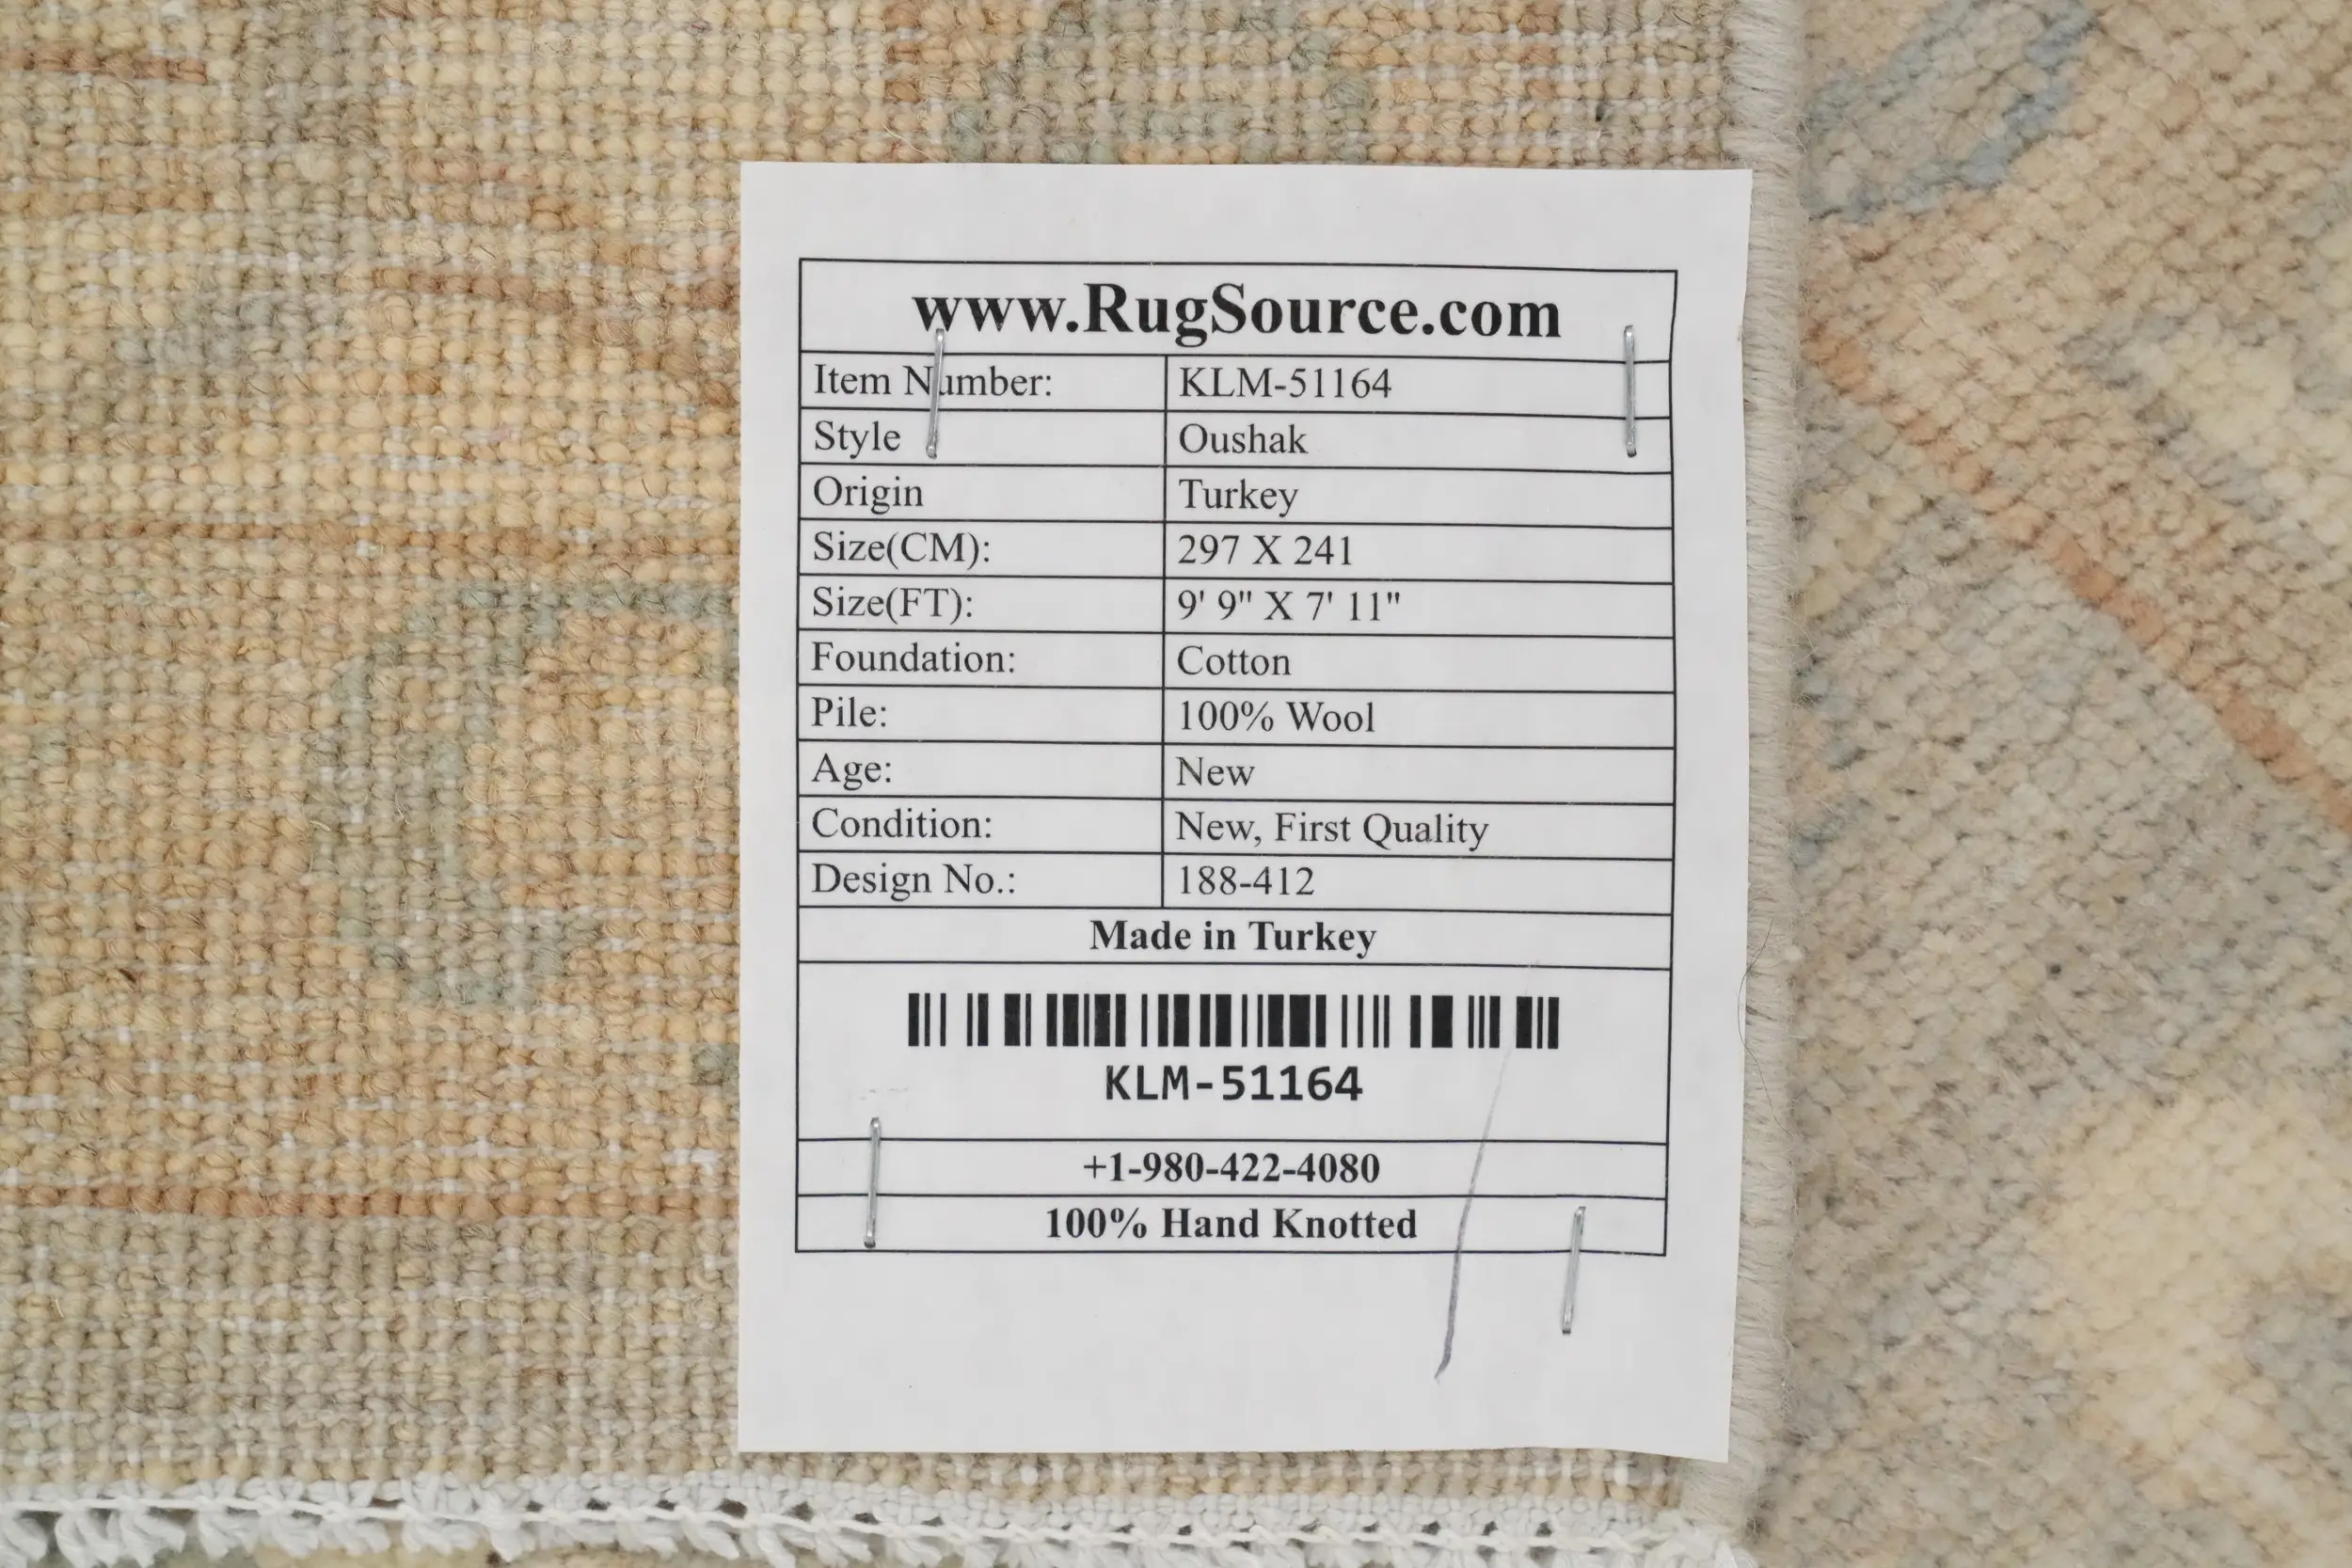 www.RugSource.com
Item Number: KLM-51164
Style Oushak
Origin Turkey
Size(CM): 297 X 241
Size(FT): 9' 9" X 7' 11"
Foundation: Cotton
Pile: 100% Wool
Age: New
Condition: New, First Quality
Design No.: 188-412
Made in Turkey
KLM-51164
+1-980-422-4080
100% Hand Knotted